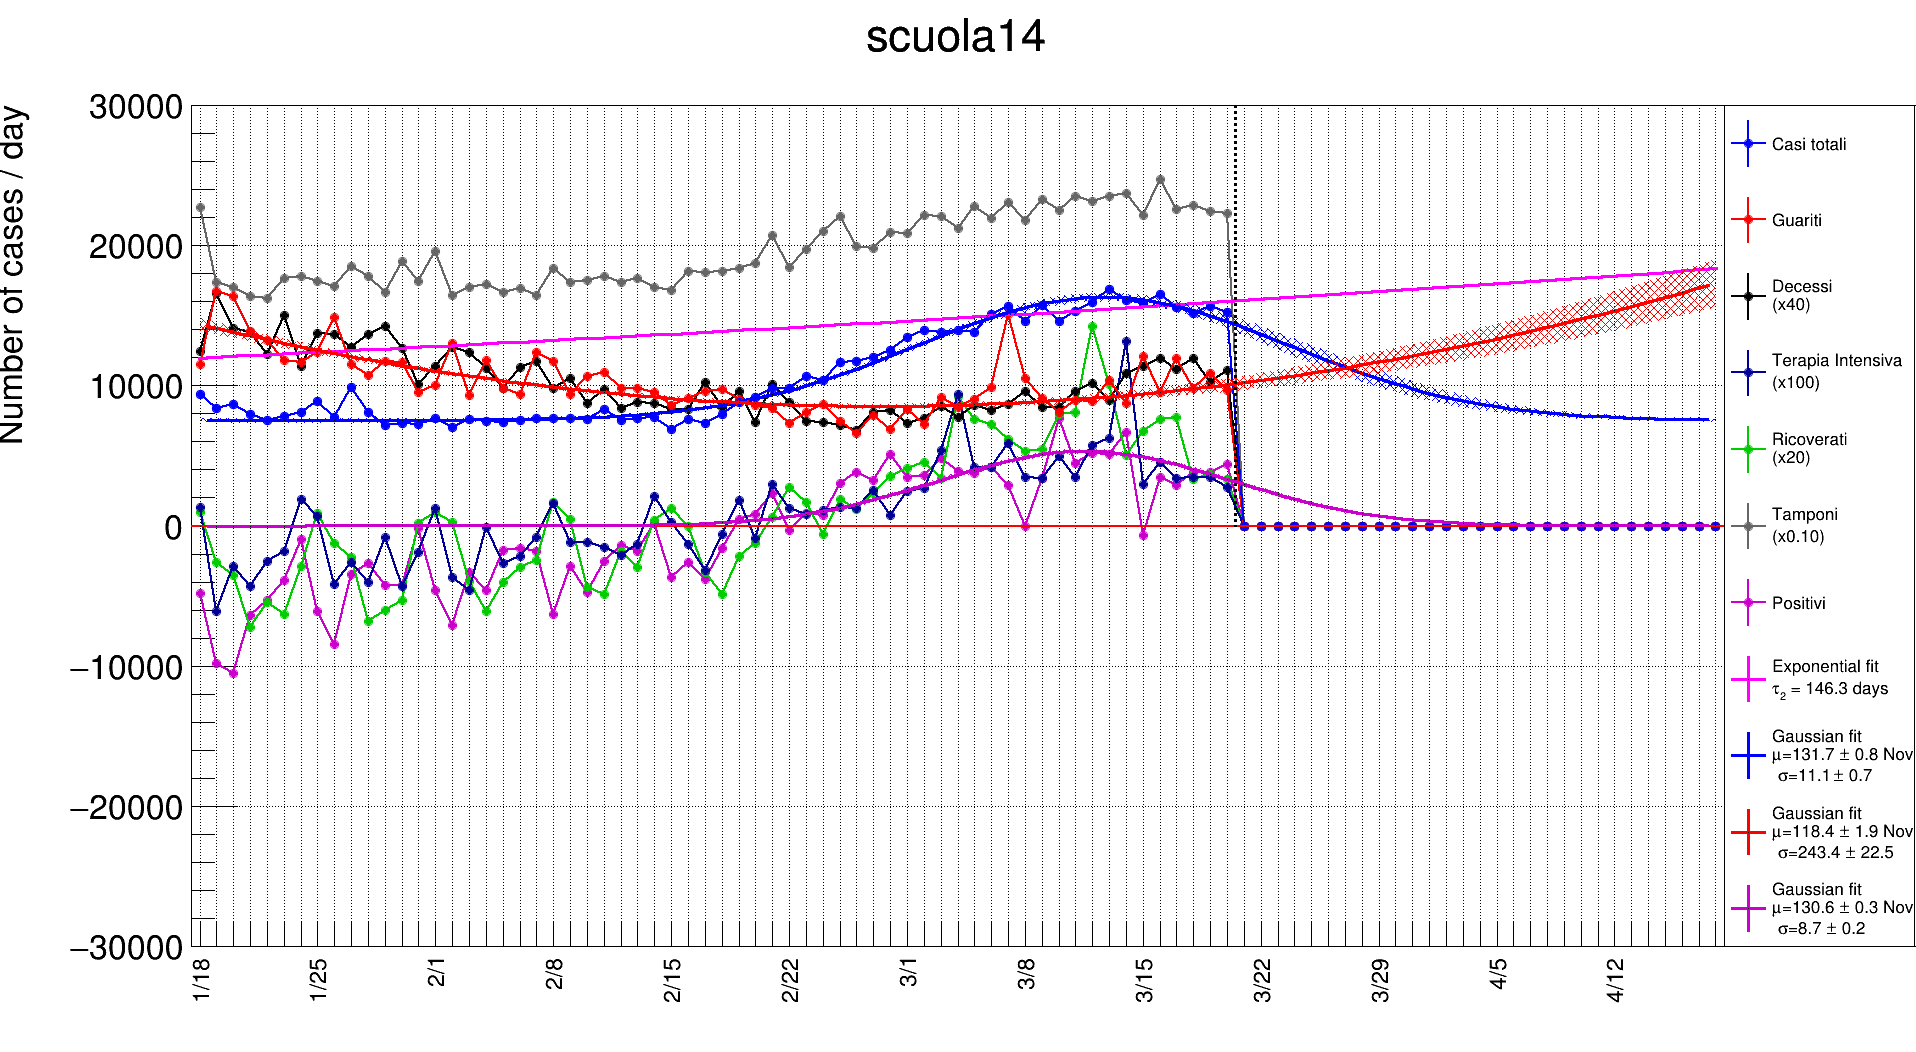 scuola14
Number of cases / day
30000
20000
10000
0
−10000
−20000
−30000
1/18
1/25
2/1
2/8
2/15
2/22
3/1
3/8
3/15
3/22
3/29
4/5
4/12
Casi totali
Guariti
Decessi
(x40)
Terapia Intensiva
(x100)
Ricoverati
(x20)
Tamponi
(x0.10)
Positivi
Exponential fit
τ2 = 146.3 days
Gaussian fit
μ=131.7 ± 0.8 Nov
σ=11.1 ± 0.7
Gaussian fit
μ=118.4 ± 1.9 Nov
σ=243.4 ± 22.5
Gaussian fit
μ=130.6 ± 0.3 Nov
σ=8.7 ± 0.2